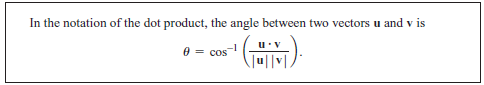 In the notation of the dot product, the angle between two vectors u and v is
θ = cos⁻¹ (u · v / |u||v|).